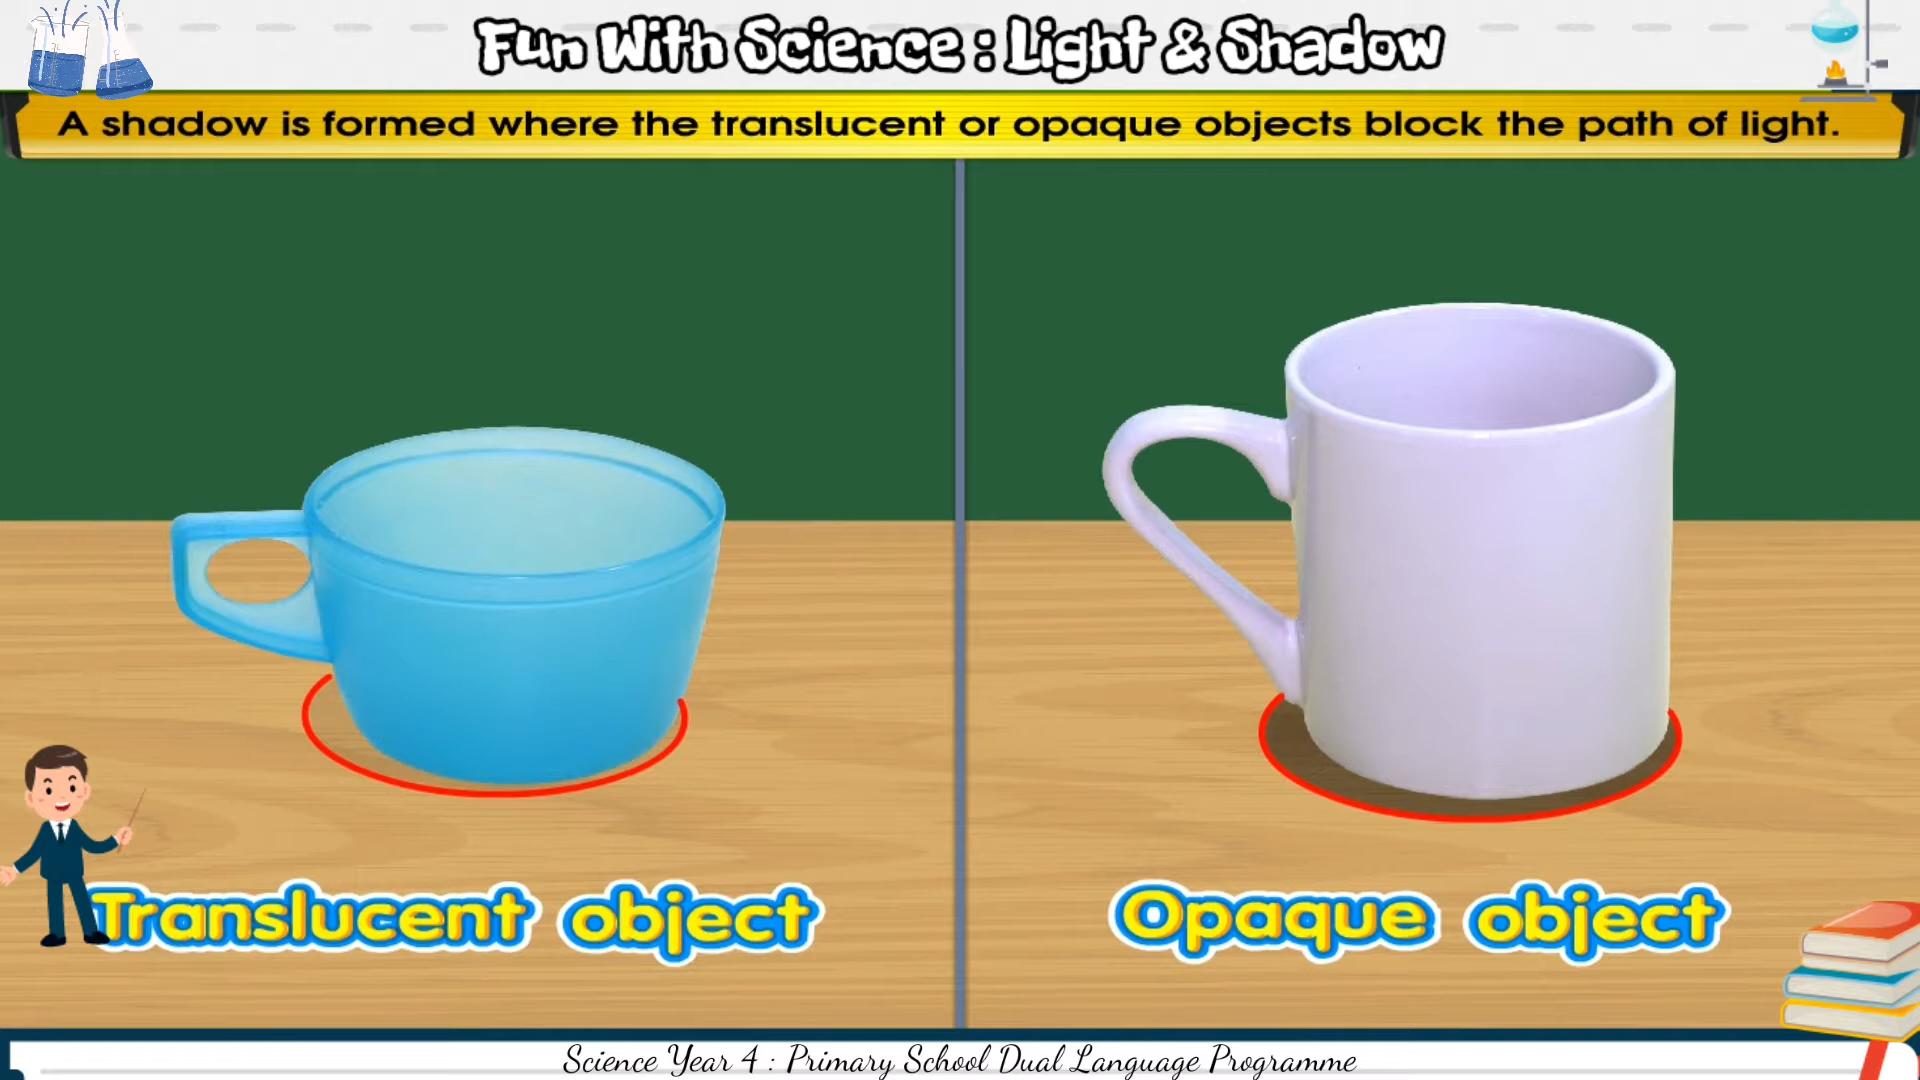 Fun With Science : Light & Shadow
A shadow is formed where the translucent or opaque objects block the path of light.
Translucent object
Opaque object
Science Year 4 : Primary School Dual Language Programme